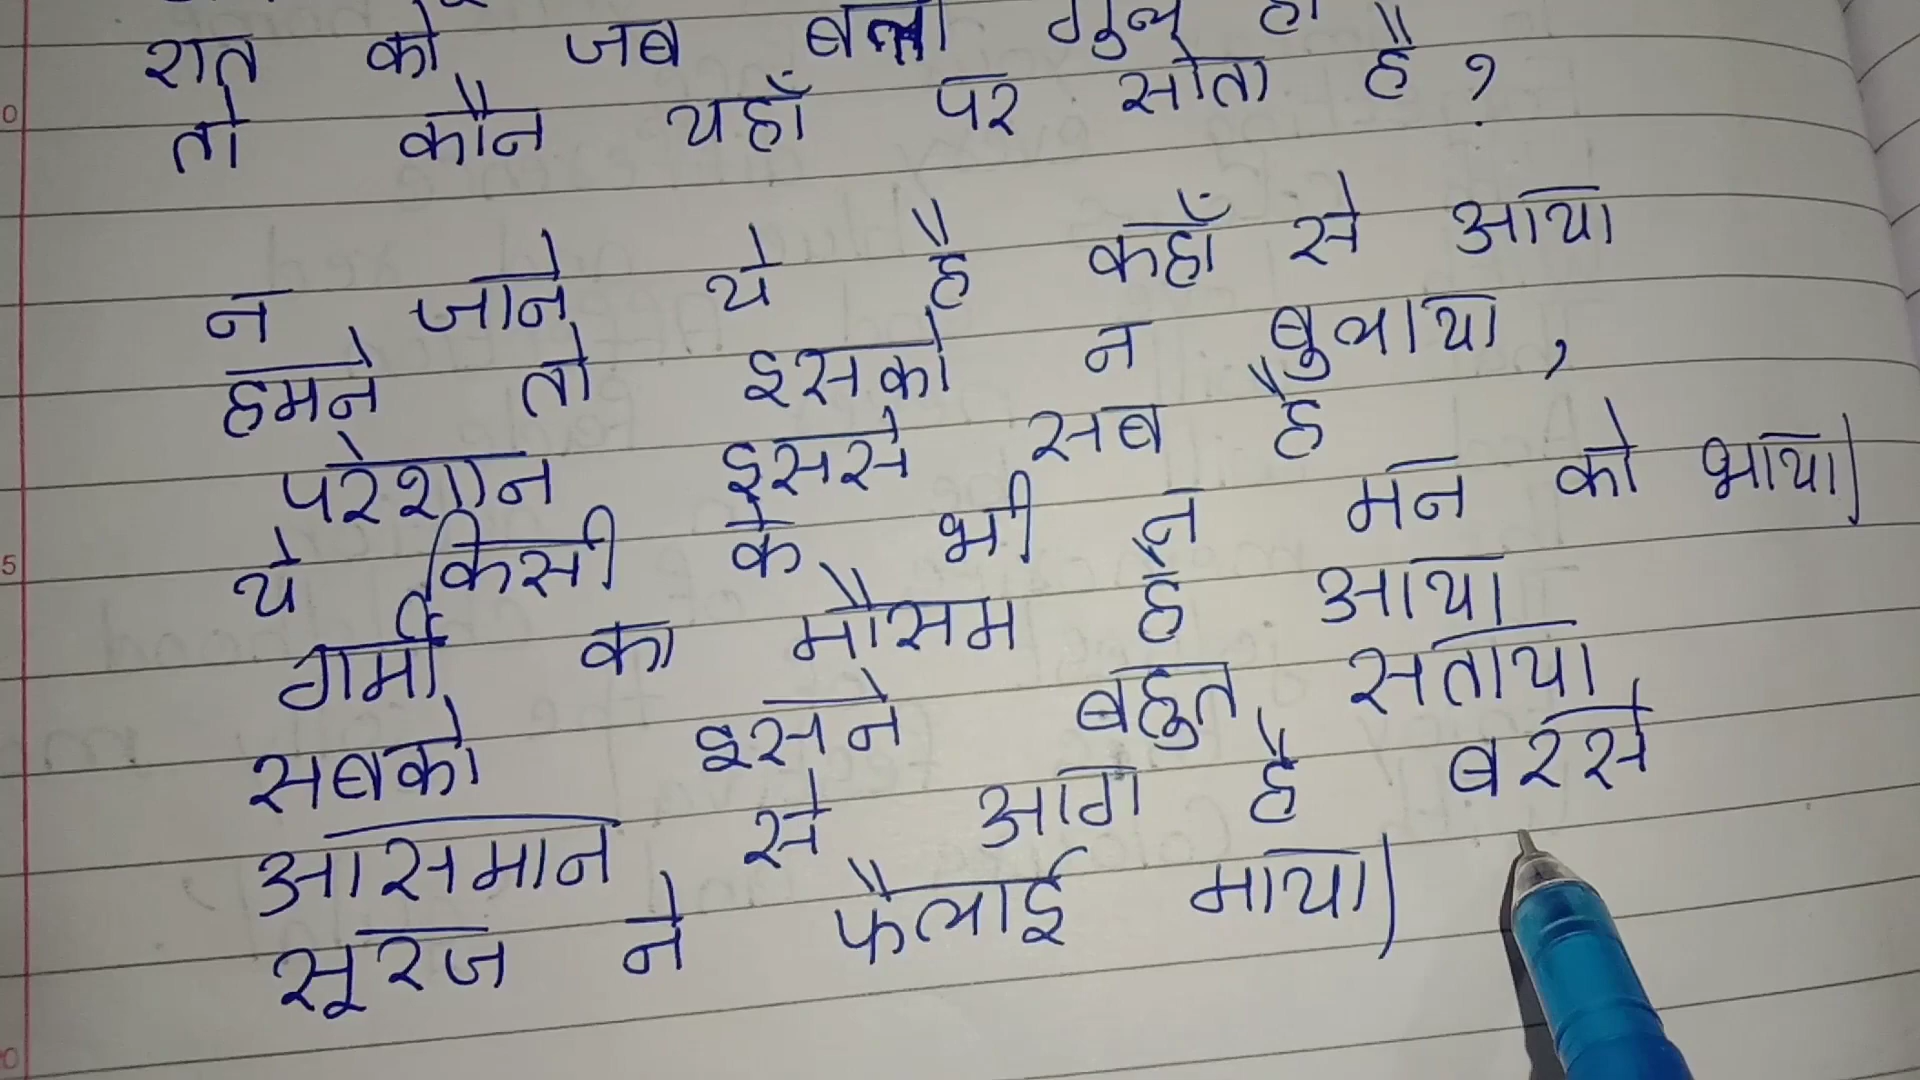 रात को जब बत्ती गुल हो
तो कौन यहाँ पर सोता है ?
न जाने ये है कहाँ से आया
हमने तो इसको न बुलाया ,
परेशान इससे सब है
ये किसी के भी न मन को भाया।
गर्मी का मौसम है आया
सबको इसने बहुत सताया
आसमान से आग है बरसे
सूरज ने फैलाई माया।